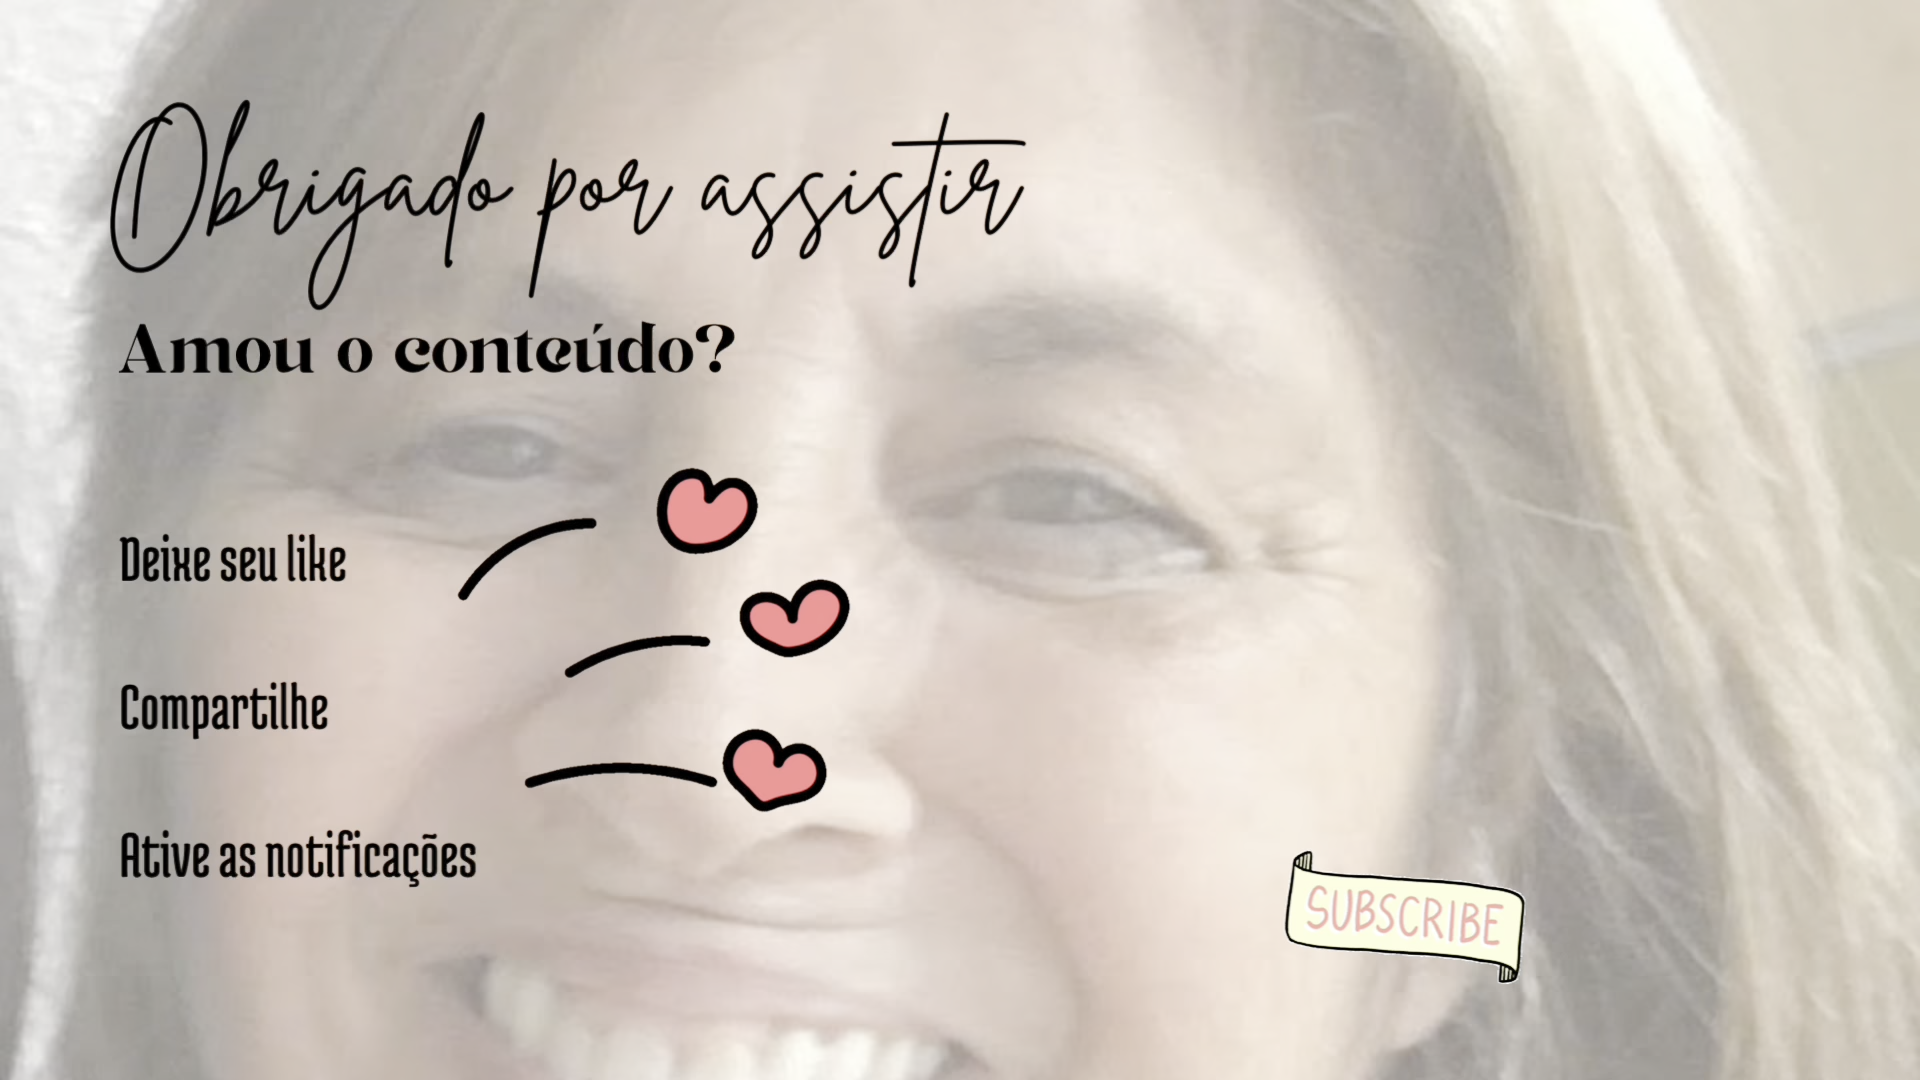 Obrigado por assistir
Amou o conteúdo?
Deixe seu like
Compartilhe
Ative as notificações
SUBSCRIBE